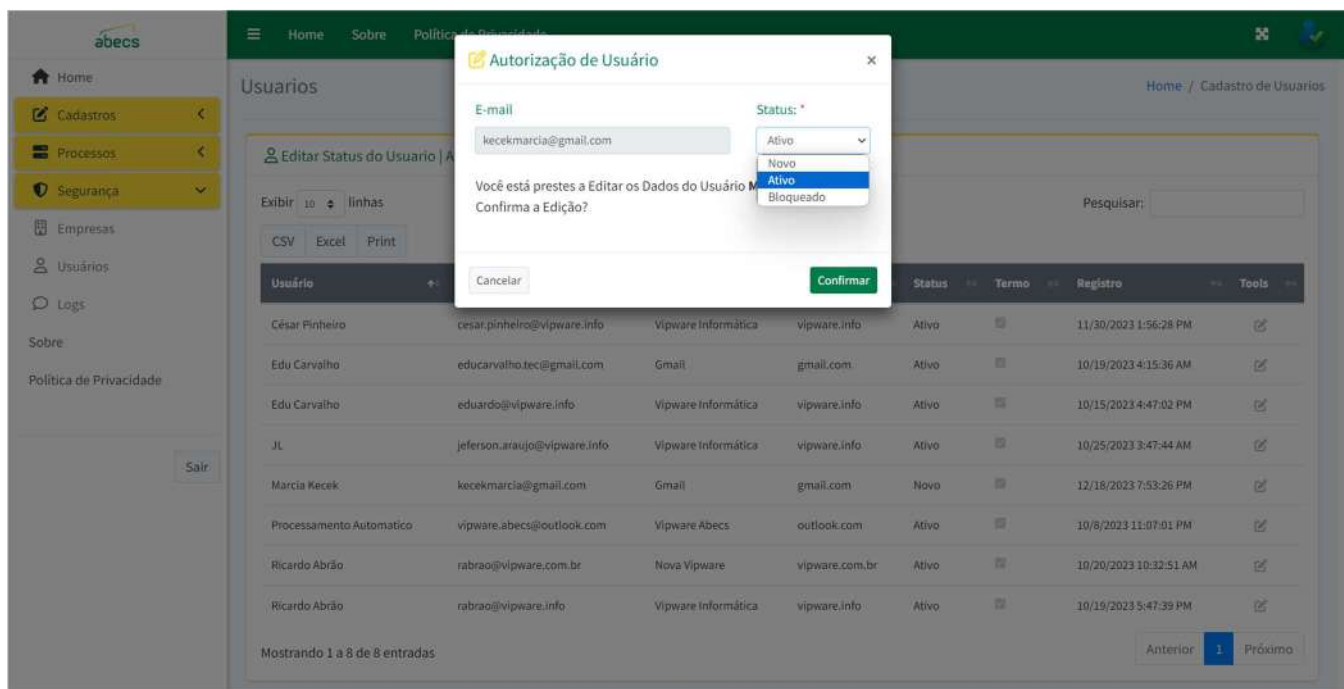 abecs
Home Sobre Política de Privacidade
Home
Cadastros
Processos
Segurança
Empresas
Usuários
Logs
Sobre
Política de Privacidade
Sair
Usuarios
Home / Cadastro de Usuarios
Autorização de Usuário ×
E-mail Status: *
kecekmarcia@gmail.com Ativo
Novo
Ativo
Bloqueado
Você está prestes a Editar os Dados do Usuário M
Confirma a Edição?
Cancelar Confirmar
Editar Status do Usuario | A
Exibir 10 linhas Pesquisar:
CSV Excel Print
Usuário Status Termo Registro Tools
César Pinheiro cesar.pinheiro@vipware.info Vipware Informática vipware.info Ativo 11/30/2023 1:56:28 PM
Edu Carvalho educarvalho.tec@gmail.com Gmail gmail.com Ativo 10/19/2023 4:15:36 AM
Edu Carvalho eduardo@vipware.info Vipware Informática vipware.info Ativo 10/15/2023 4:47:02 PM
JL jeferson.araujo@vipware.info Vipware Informática vipware.info Ativo 10/25/2023 3:47:44 AM
Marcia Kecek kecekmarcia@gmail.com Gmail gmail.com Novo 12/18/2023 7:53:26 PM
Processamento Automatico vipware.abecs@outlook.com Vipware Abecs outlook.com Ativo 10/8/2023 11:07:01 PM
Ricardo Abrão rabrao@vipware.com.br Nova Vipware vipware.com.br Ativo 10/20/2023 10:32:51 AM
Ricardo Abrão rabrao@vipware.info Vipware Informática vipware.info Ativo 10/19/2023 5:47:39 PM
Mostrando 1 a 8 de 8 entradas
Anterior 1 Próximo